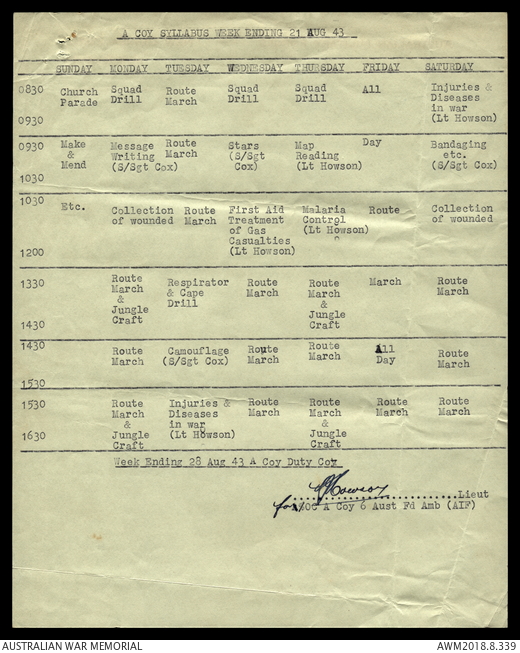 A COY SYLLABUS WEEK ENDING 21 AUG 43
SUNDAY MONDAY TUESDAY WEDNESDAY THURSDAY FRIDAY SATURDAY
0830 Church Squad Route Squad Squad All Injuries &
Parade Drill March Drill Drill Diseases
in war
0930 (Lt Howson)
0930 Make Message Route Stars Map Day Bandaging
& Writing March (S/Sgt Reading etc.
Mend (S/Sgt Cox) Cox) (Lt Howson) (S/Sgt Cox)
1030
1030 Etc. Collection Route First Aid Malaria Route Collection
of wounded March Treatment Control of wounded
of Gas (Lt Howson)
Casualties
1200 (Lt Howson)
1330 Route Respirator Route Route March Route
March & Cape March March March
& Drill &
Jungle Jungle
1430 Craft Craft
1430 Route Camouflage Route Route All Route
March (S/Sgt Cox) March March Day March
1530
1530 Route Injuries & Route Route Route Route
March Diseases March March March March
& in war &
1630 Jungle (Lt Howson) Jungle
Craft Craft
Week Ending 28 Aug 43 A Coy Duty Cox
Howson
..............................Lieut
for OC A Coy 6 Aust Fd Amb (AIF)
AUSTRALIAN WAR MEMORIAL AWM2018.8.339